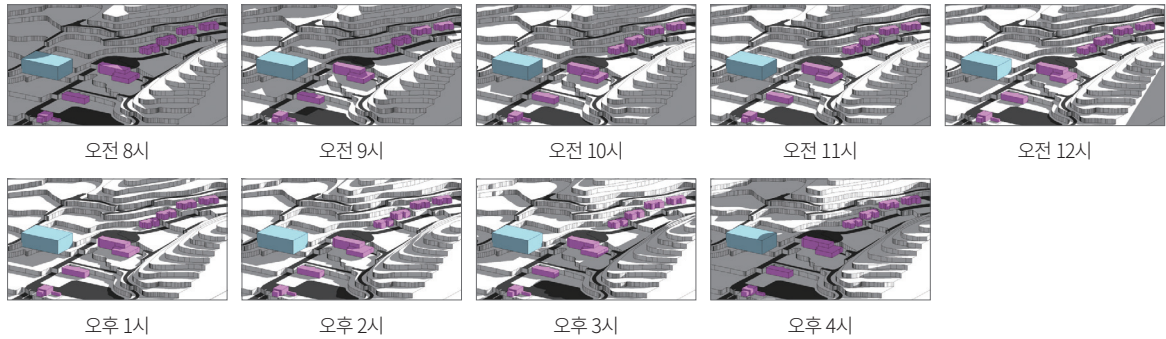 오전 8시
오전 9시
오전 10시
오전 11시
오전 12시
오후 1시
오후 2시
오후 3시
오후 4시